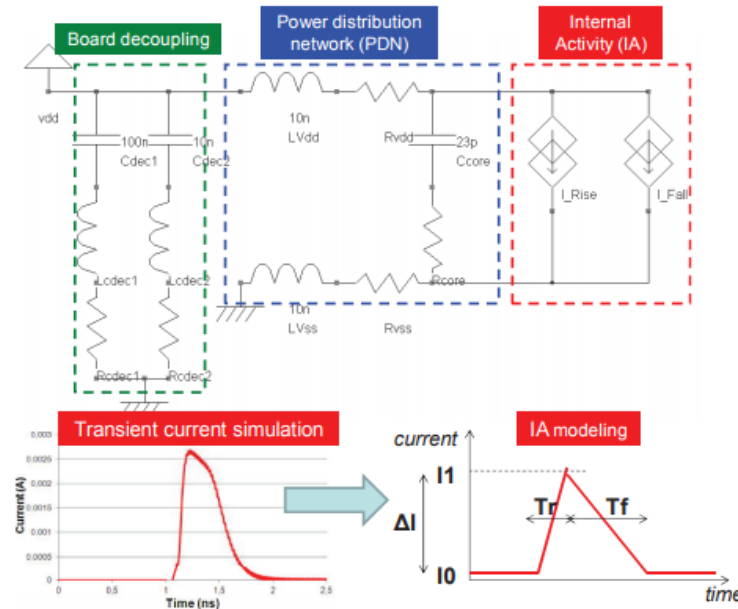 Board decoupling
Power distribution
network (PDN)
Internal
Activity (IA)
vdd
100n
Cdec1
10n
Cdec2
10n
LVdd
Rvdd
23p
Ccore
I_Rise
I_Fall
Lcdec1
Lcdec2
Rcore
10n
LVss
Rvss
Rcdec1
Rcdec2
Transient current simulation
0,003
0,0025
0,002
0,0015
0,001
0,0005
0
Current (A)
0
0,5
1
1,5
2
2,5
Time (ns)
IA modeling
current
I1
Tr
Tf
ΔI
I0
time